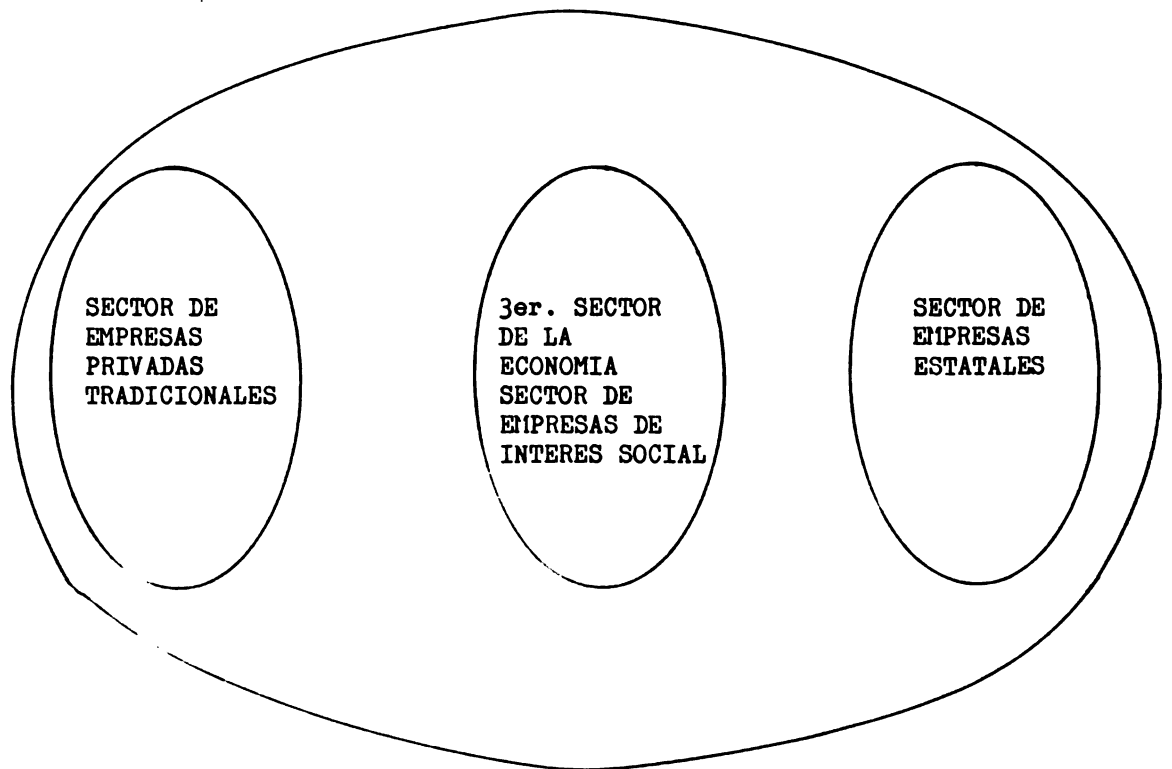 SECTOR DE
EMPRESAS
PRIVADAS
TRADICIONALES
3er. SECTOR
DE LA
ECONOMIA
SECTOR DE
EMPRESAS DE
INTERES SOCIAL
SECTOR DE
EMPRESAS
ESTATALES